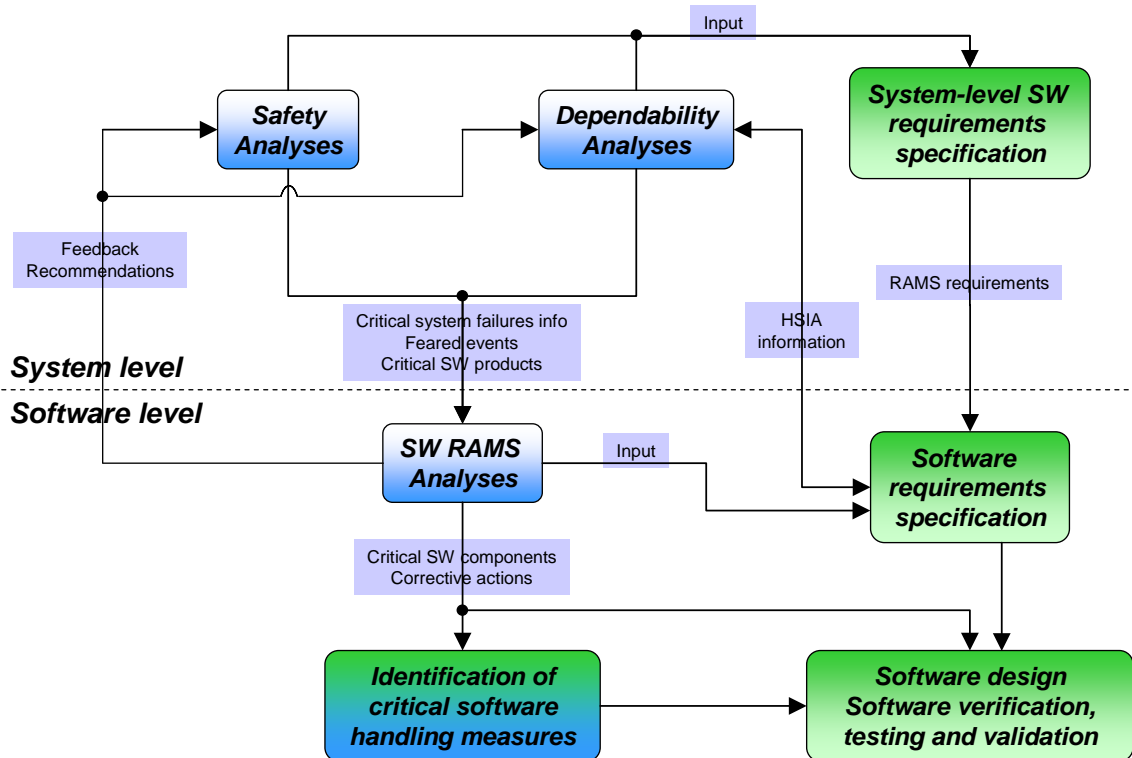 Input
Safety
Analyses
Dependability
Analyses
System-level SW
requirements
specification
Feedback
Recommendations
RAMS requirements
Critical system failures info
Feared events
Critical SW products
HSIA
information
System level
Software level
SW RAMS
Analyses
Input
Software
requirements
specification
Critical SW components
Corrective actions
Identification of
critical software
handling measures
Software design
Software verification,
testing and validation